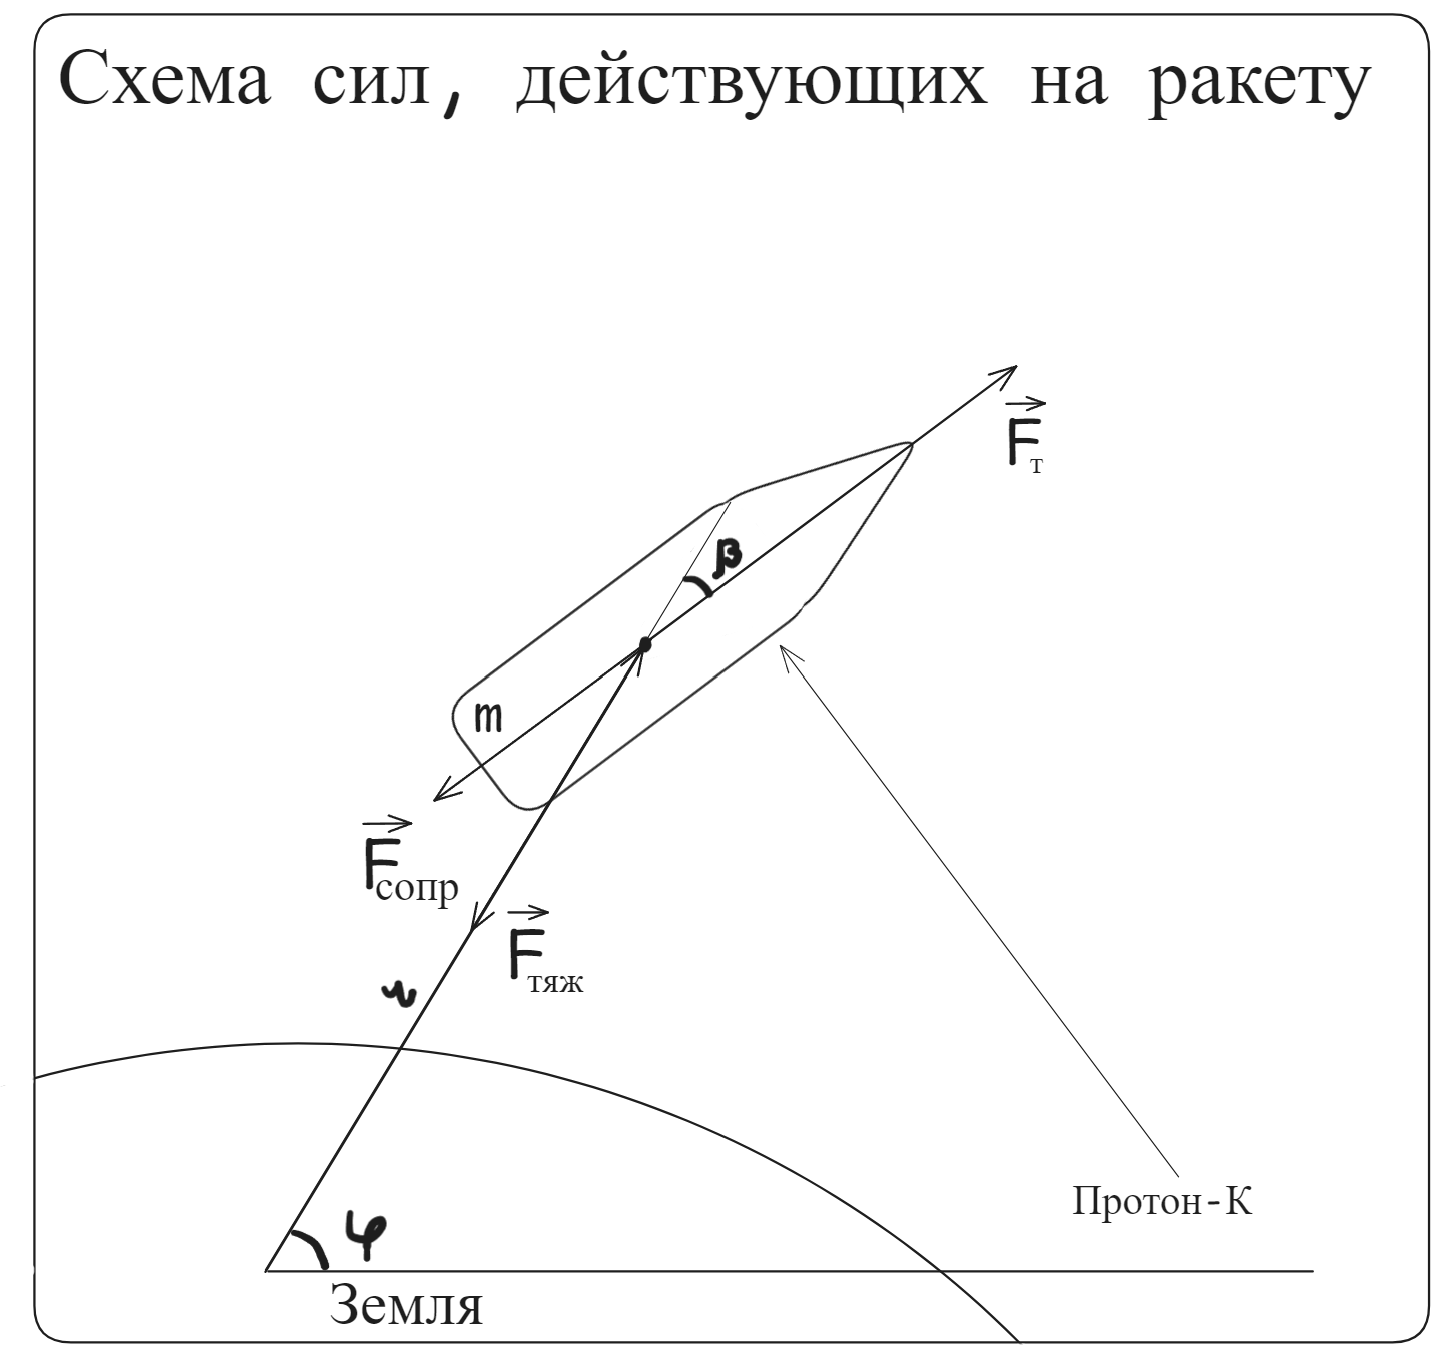 Схема сил, действующих на ракету
F т
β
m
F сопр
F тяж
r
Протон-К
φ
Земля